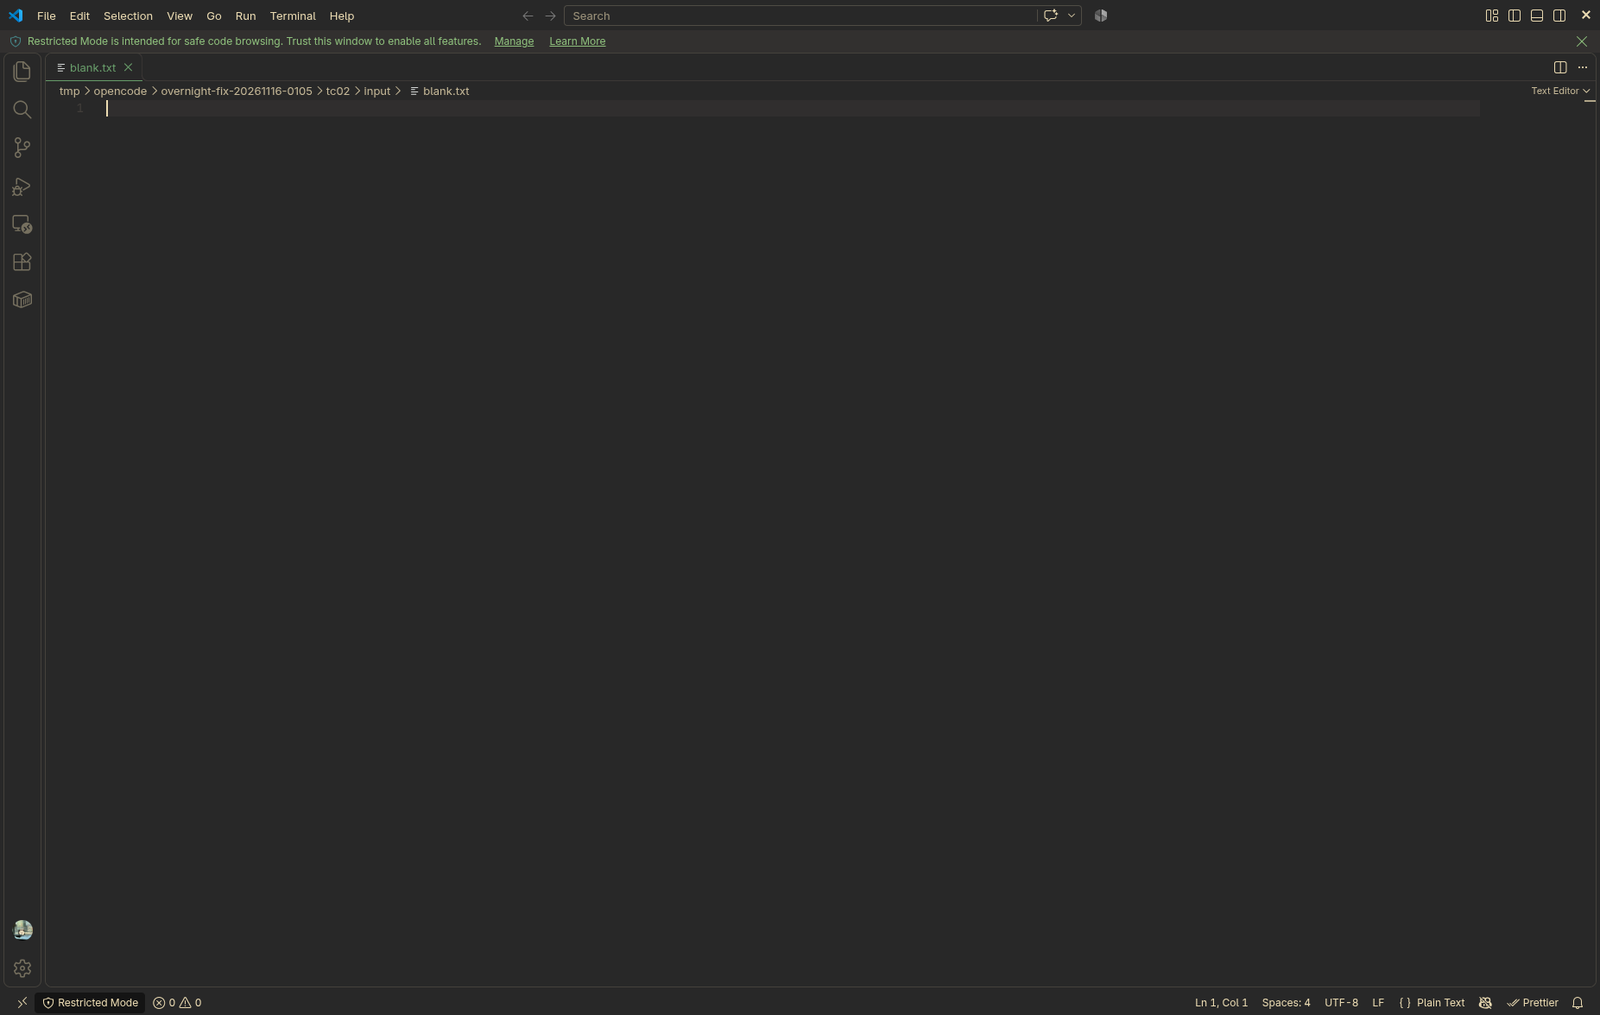 File Edit Selection View Go Run Terminal Help Search
Restricted Mode is intended for safe code browsing. Trust this window to enable all features. Manage Learn More
blank.txt
tmp > opencode > overnight-fix-20261116-0105 > tc02 > input > blank.txt Text Editor
1
Restricted Mode 0 0 Ln 1, Col 1 Spaces: 4 UTF-8 LF { } Plain Text Prettier